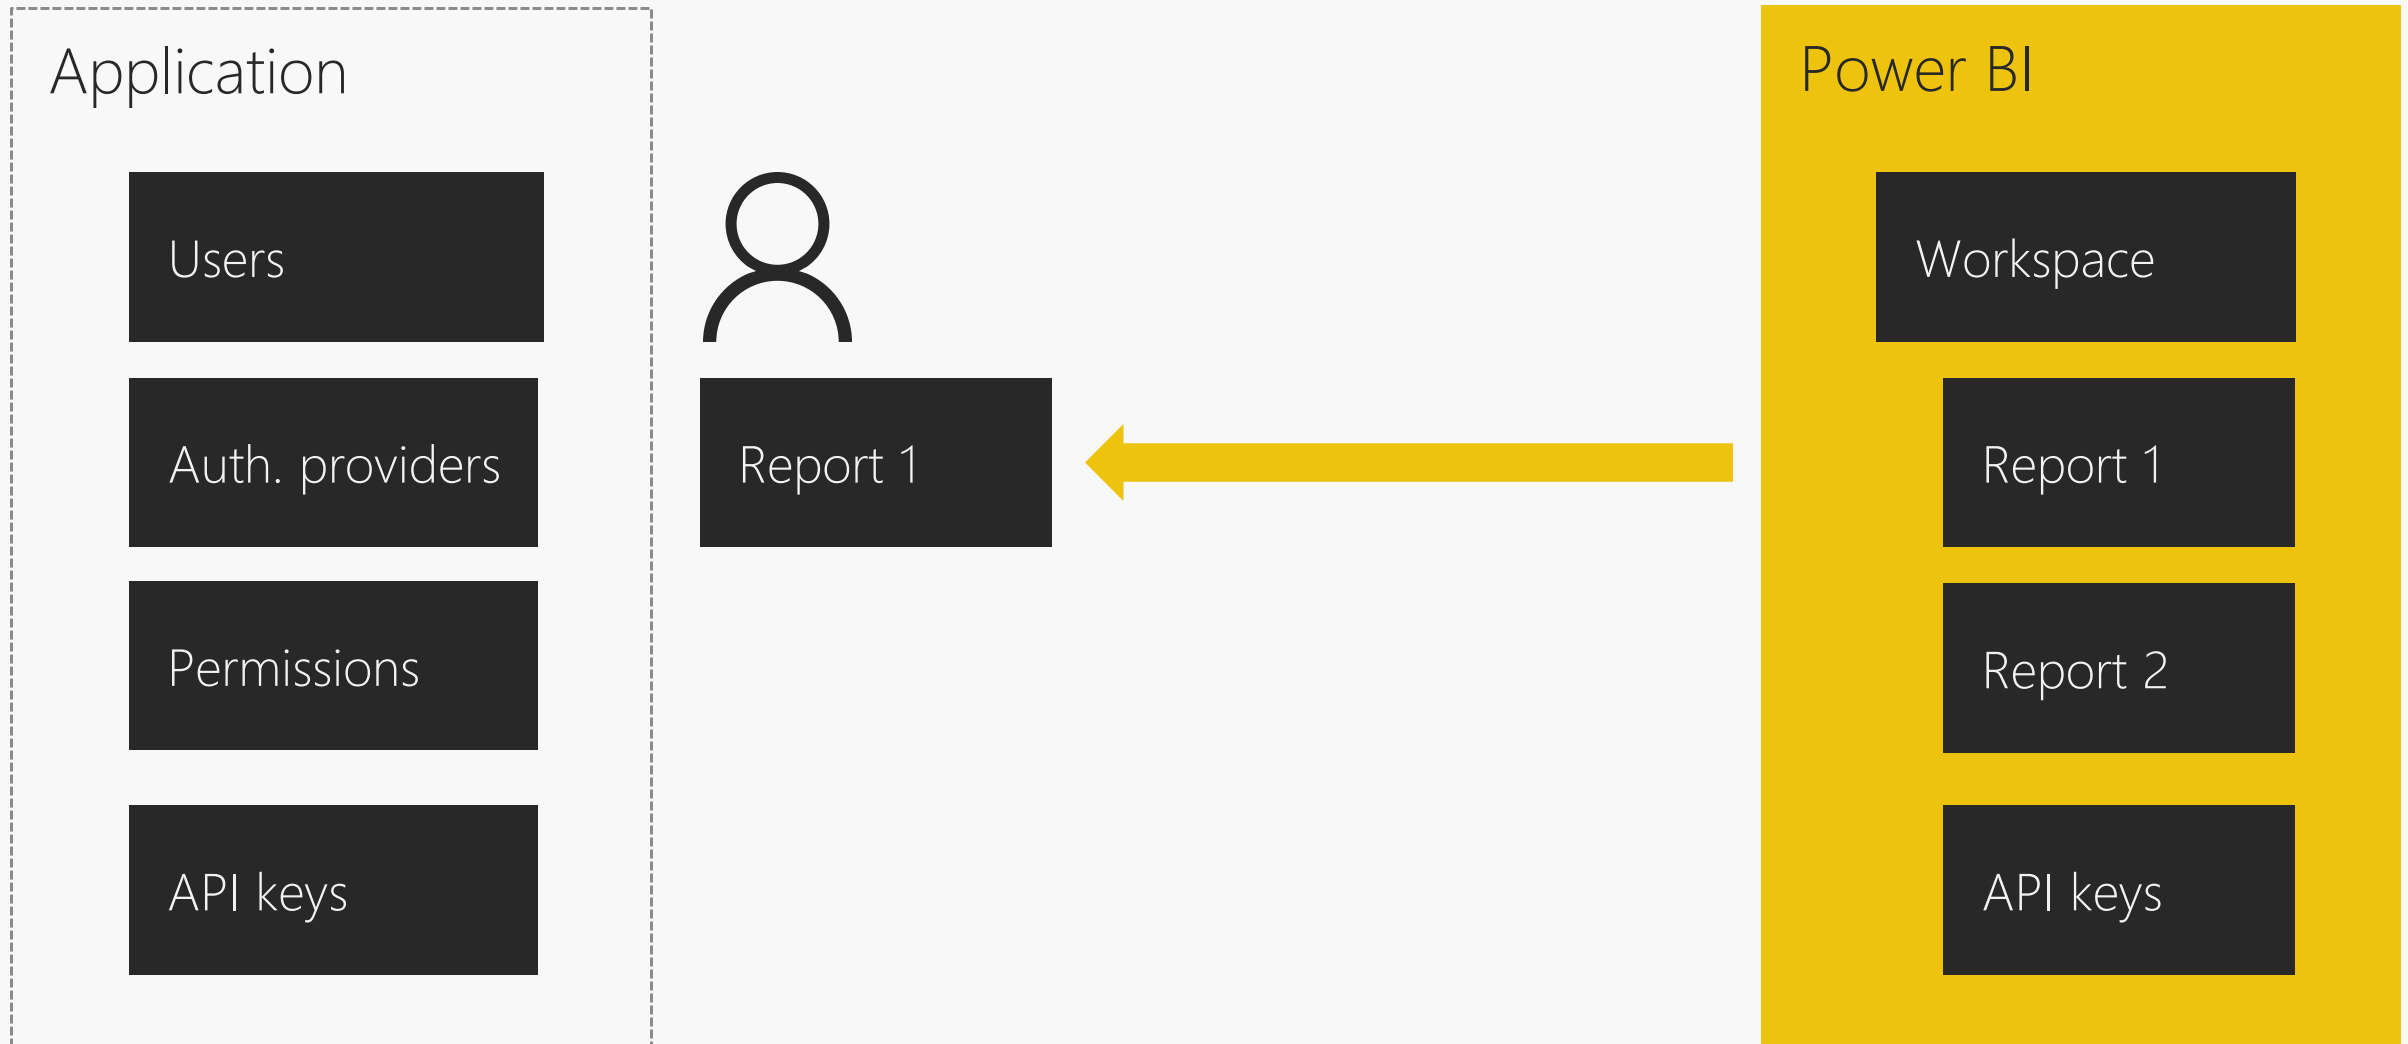 Application
Users
Auth. providers
Permissions
API keys
Report 1
Power BI
Workspace
Report 1
Report 2
API keys